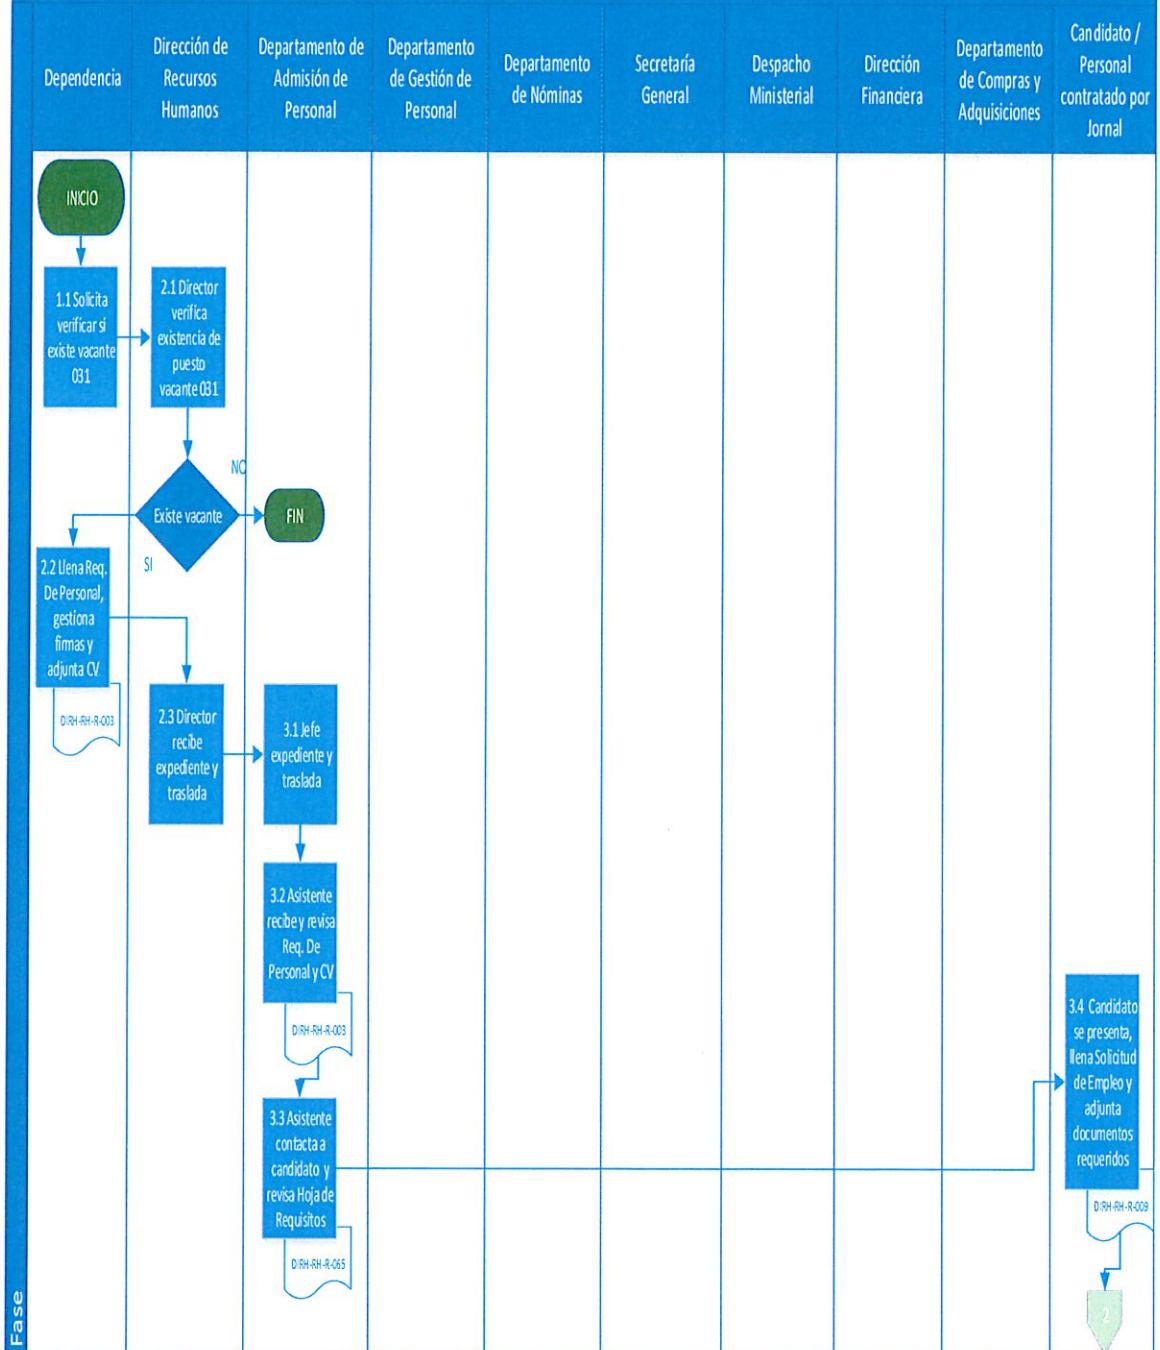 Dependencia
Dirección de
Recursos
Humanos
Departamento de
Admisión de
Personal
Departamento
de Gestión de
Personal
Departamento
de Nóminas
Secretaría
General
Despacho
Ministerial
Dirección
Financiera
Departamento
de Compras y
Adquisiciones
Candidato /
Personal
contratado por
Jornal
INICIO
1.1 Solicita
verificar si
existe vacante
031
2.1 Director
verifica
existencia de
puesto
vacante 031
NO
Existe vacante
FIN
SI
2.2 Llena Req.
De Personal,
gestiona
firmas y
adjunta CV
DIRH-RH-R-003
2.3 Director
recibe
expediente y
traslada
3.1 Jefe
expediente y
traslada
3.2 Asistente
recibe y revisa
Req. De
Personal y CV
DIRH-RH-R-003
3.3 Asistente
contacta a
candidato y
revisa Hoja de
Requisitos
DIRH-RH-R-065
3.4 Candidato
se presenta,
llena Solicitud
de Empleo y
adjunta
documentos
requeridos
DIRH-RH-R-009
2
Fase